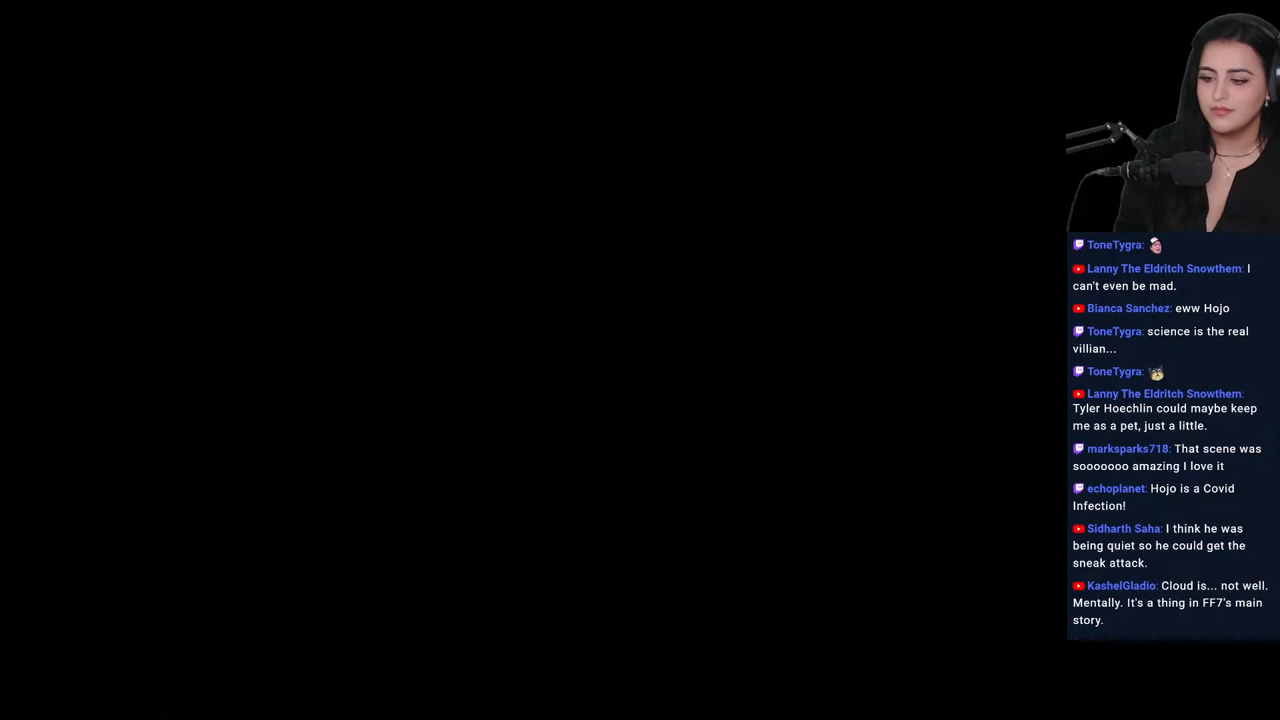 ToneTygra:
Lanny The Eldritch Snowthem: I
can't even be mad.
Bianca Sanchez: eww Hojo
ToneTygra: science is the real
villian...
ToneTygra:
Lanny The Eldritch Snowthem:
Tyler Hoechlin could maybe keep
me as a pet, just a little.
marksparks718: That scene was
sooooooo amazing I love it
echoplanet: Hojo is a Covid
Infection!
Sidharth Saha: I think he was
being quiet so he could get the
sneak attack.
KashelGladio: Cloud is... not well.
Mentally. It's a thing in FF7's main
story.